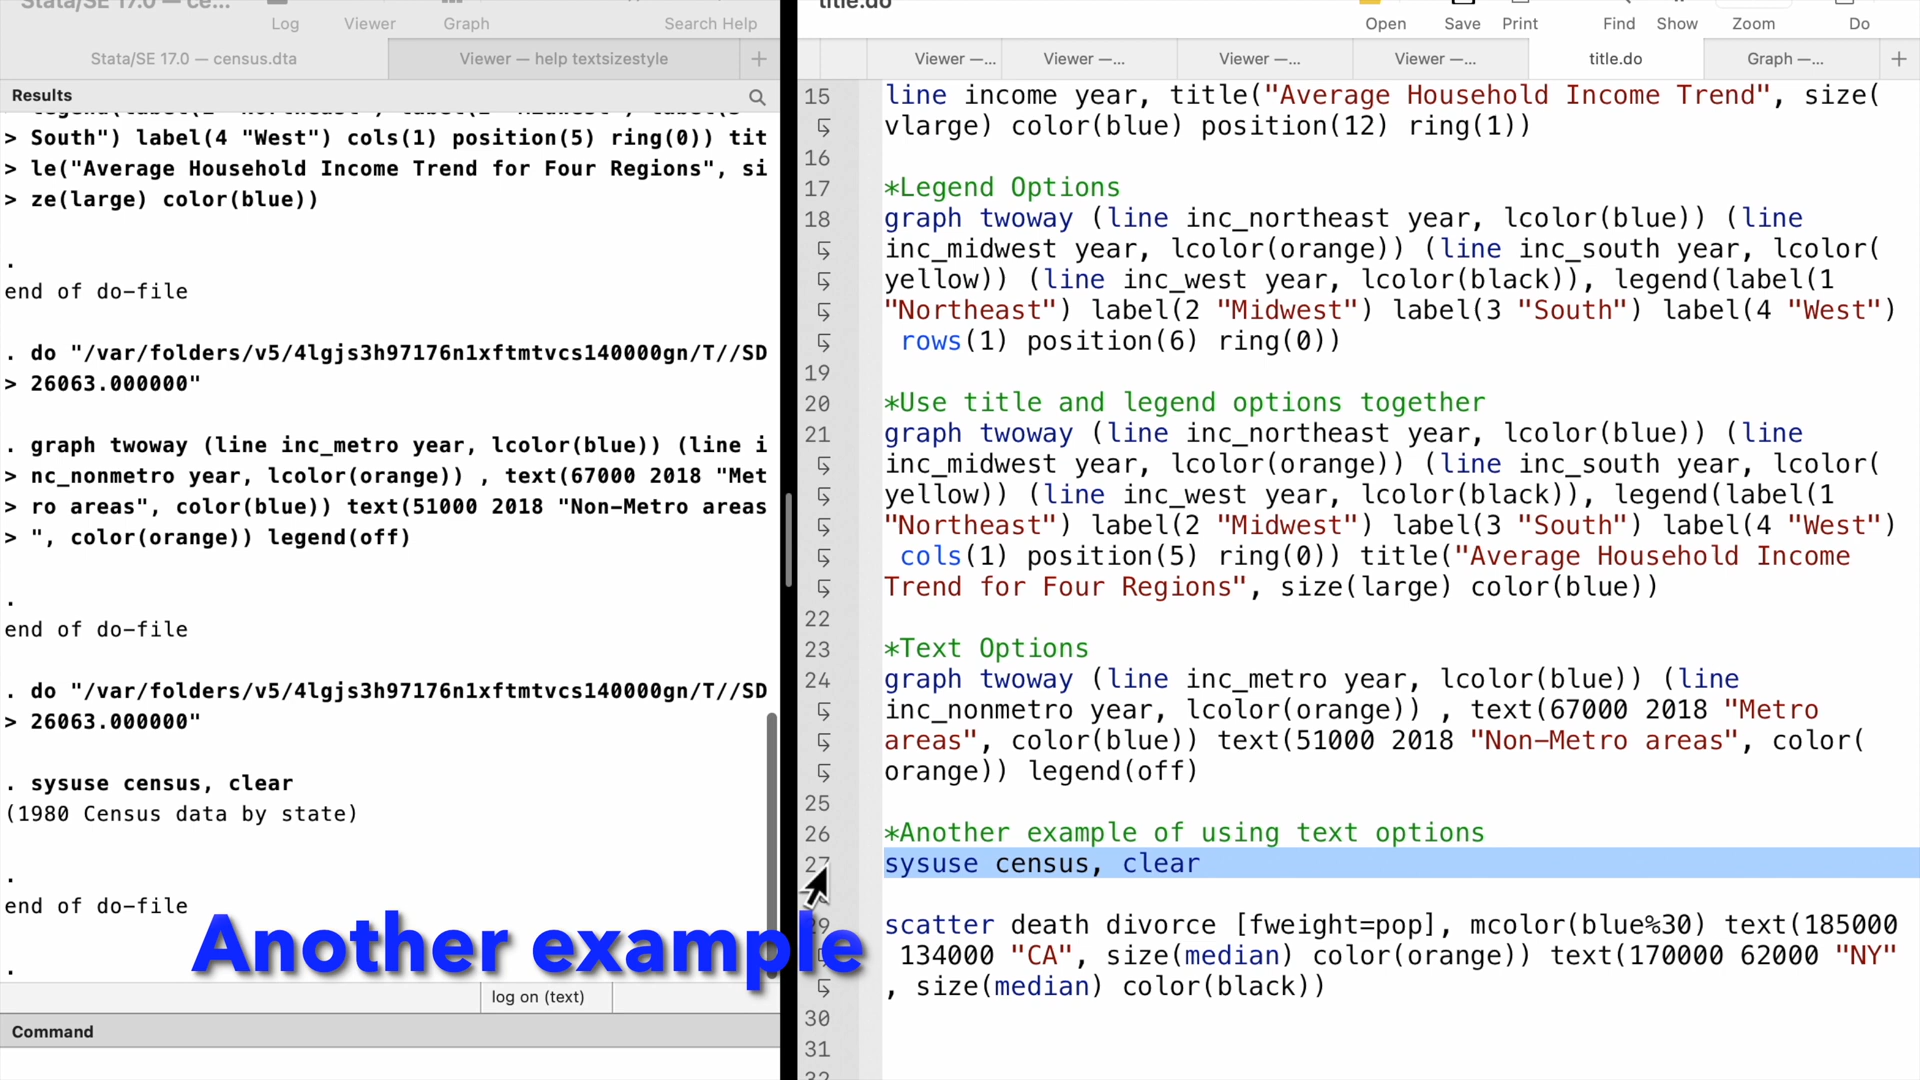 Stata/SE 17.0 — ce...
Log Viewer Graph Search Help
Stata/SE 17.0 — census.dta Viewer — help textsizestyle
Results
> South") label(4 "West") cols(1) position(5) ring(0)) tit
> le("Average Household Income Trend for Four Regions", si
> ze(large) color(blue))
.
end of do-file
. do "/var/folders/v5/4lgjs3h97176n1xftmtvcs140000gn/T//SD
> 26063.000000"
. graph twoway (line inc_metro year, lcolor(blue)) (line i
> nc_nonmetro year, lcolor(orange)) , text(67000 2018 "Met
> ro areas", color(blue)) text(51000 2018 "Non-Metro areas
> ", color(orange)) legend(off)
.
end of do-file
. do "/var/folders/v5/4lgjs3h97176n1xftmtvcs140000gn/T//SD
> 26063.000000"
. sysuse census, clear
(1980 Census data by state)
.
end of do-file
.
log on (text)
Command
Another example
title.do
Open Save Print Find Show Zoom Do
Viewer —... Viewer —... Viewer —... Viewer —... title.do Graph —...
15 line income year, title("Average Household Income Trend", size(
vlarge) color(blue) position(12) ring(1))
16
17 *Legend Options
18 graph twoway (line inc_northeast year, lcolor(blue)) (line
inc_midwest year, lcolor(orange)) (line inc_south year, lcolor(
yellow)) (line inc_west year, lcolor(black)), legend(label(1
"Northeast") label(2 "Midwest") label(3 "South") label(4 "West")
rows(1) position(6) ring(0))
19
20 *Use title and legend options together
21 graph twoway (line inc_northeast year, lcolor(blue)) (line
inc_midwest year, lcolor(orange)) (line inc_south year, lcolor(
yellow)) (line inc_west year, lcolor(black)), legend(label(1
"Northeast") label(2 "Midwest") label(3 "South") label(4 "West")
cols(1) position(5) ring(0)) title("Average Household Income
Trend for Four Regions", size(large) color(blue))
22
23 *Text Options
24 graph twoway (line inc_metro year, lcolor(blue)) (line
inc_nonmetro year, lcolor(orange)) , text(67000 2018 "Metro
areas", color(blue)) text(51000 2018 "Non-Metro areas", color(
orange)) legend(off)
25
26 *Another example of using text options
27 sysuse census, clear
29 scatter death divorce [fweight=pop], mcolor(blue%30) text(185000
134000 "CA", size(median) color(orange)) text(170000 62000 "NY"
, size(median) color(black))
30
31